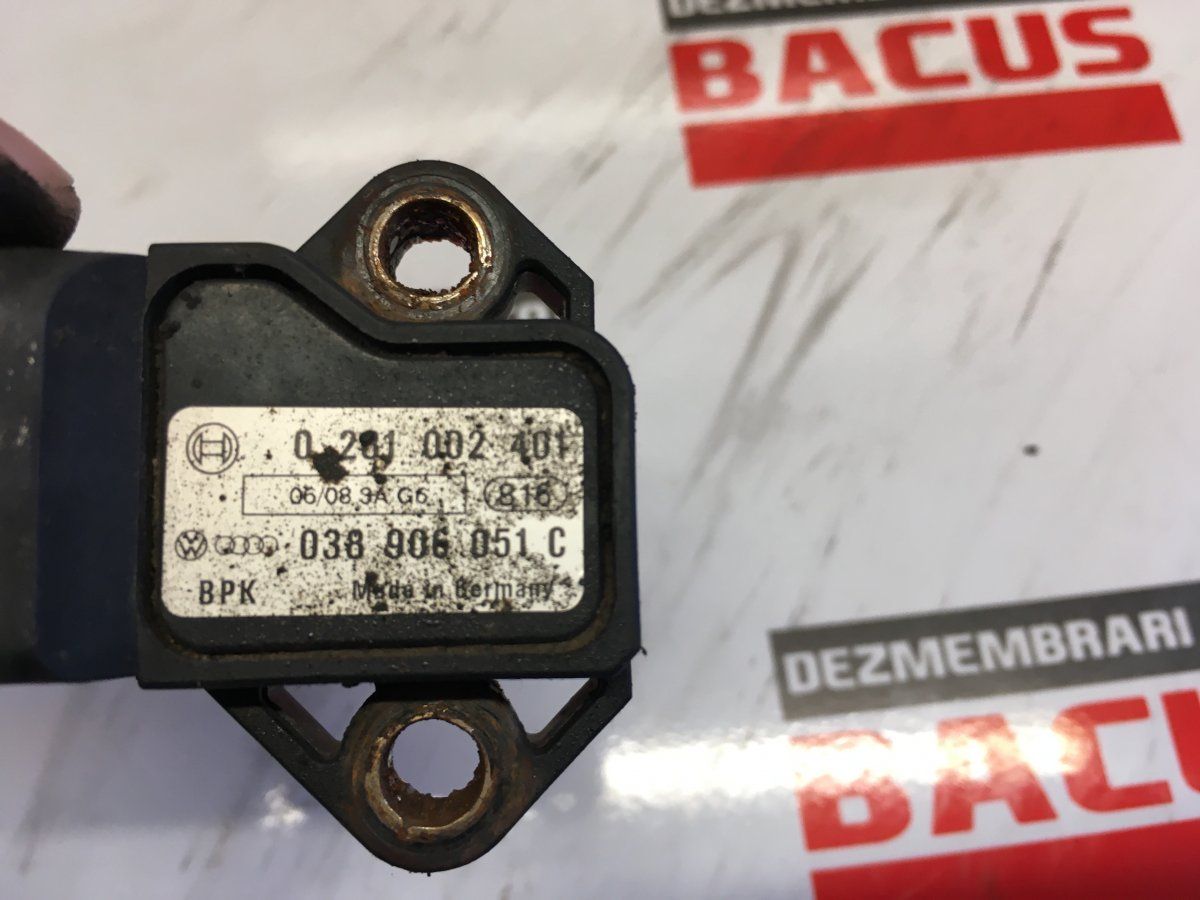 DEZMEMBRARI
BACUS
0 281 002 401
06/08 9A G6 816
038 906 051 C
BPK Made in Germany
DEZMEMBRARI
BACUS